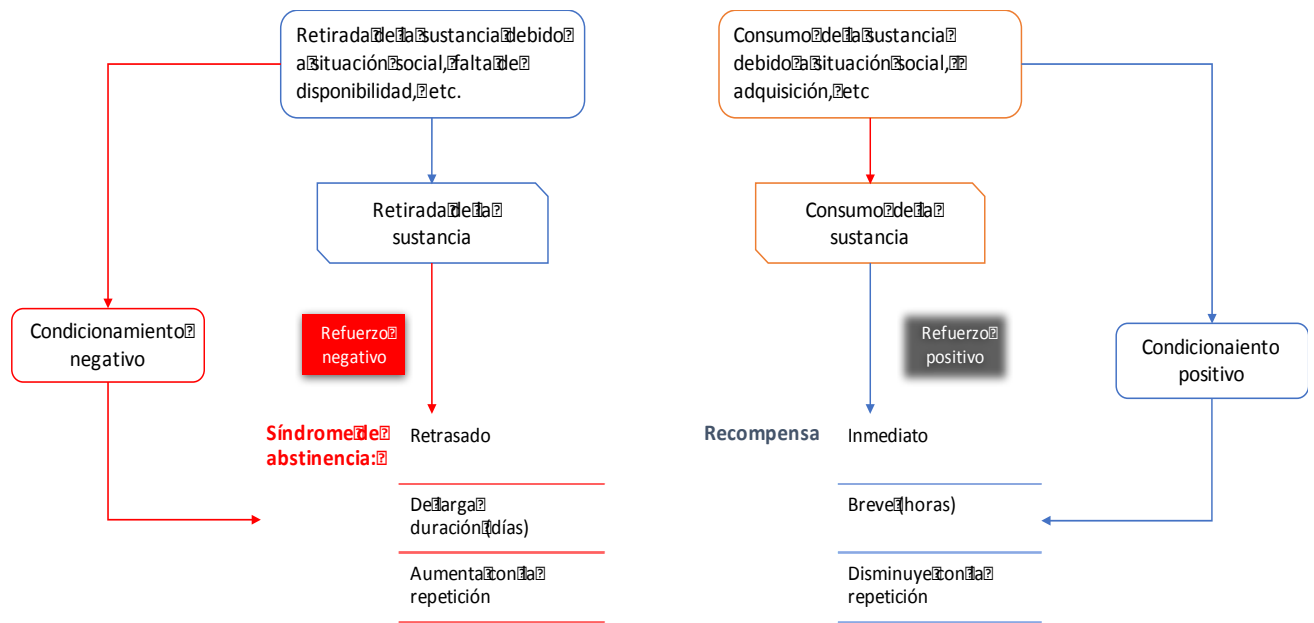 Retirada de la sustancia debido
a situación social, falta de
disponibilidad, etc.
Consumo de la sustancia
debido a situación social,
adquisición, etc
Retirada de la
sustancia
Consumo de la
sustancia
Condicionamiento
negativo
Refuerzo
negativo
Refuerzo
positivo
Condicionaiento
positivo
Síndrome de
abstinencia:
Retrasado
De larga
duración (días)
Aumenta con la
repetición
Recompensa
Inmediato
Breve (horas)
Disminuye con la
repetición